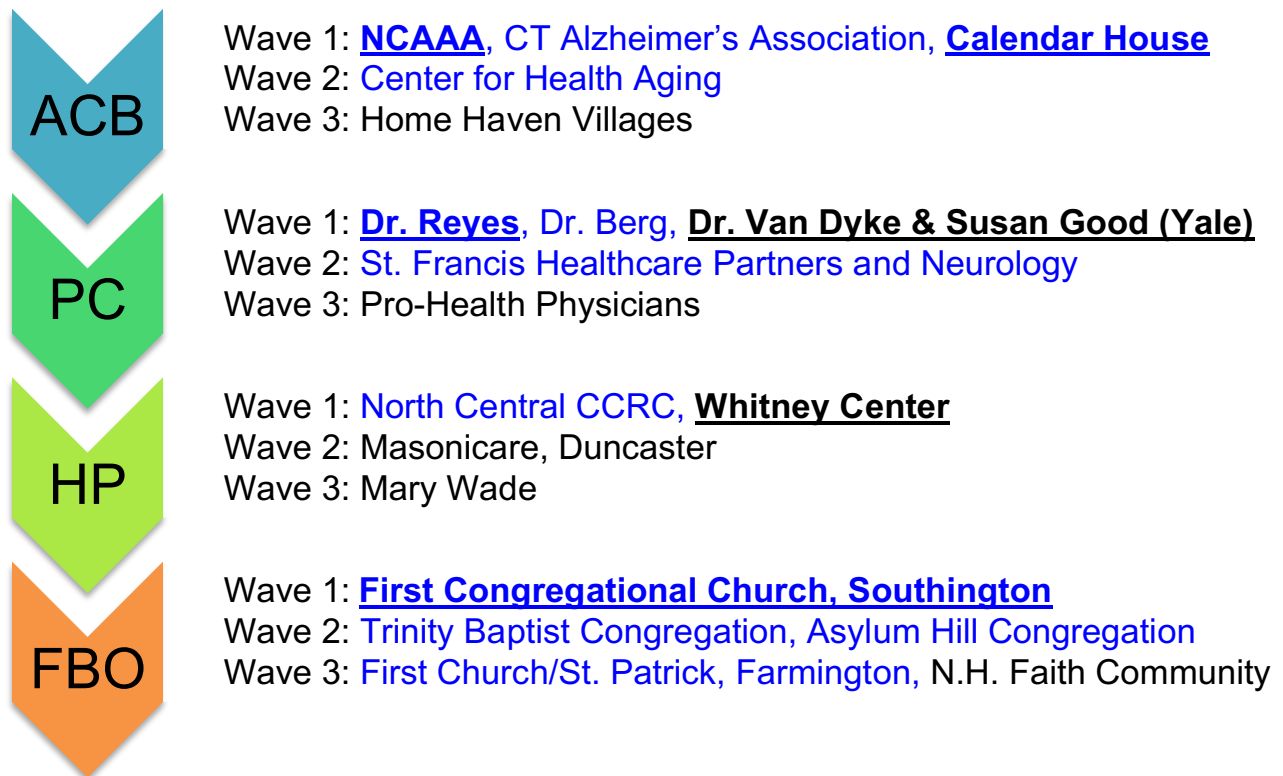 ACB
Wave 1: NCAAA, CT Alzheimer’s Association, Calendar House
Wave 2: Center for Health Aging
Wave 3: Home Haven Villages
PC
Wave 1: Dr. Reyes, Dr. Berg, Dr. Van Dyke & Susan Good (Yale)
Wave 2: St. Francis Healthcare Partners and Neurology
Wave 3: Pro-Health Physicians
HP
Wave 1: North Central CCRC, Whitney Center
Wave 2: Masonicare, Duncaster
Wave 3: Mary Wade
FBO
Wave 1: First Congregational Church, Southington
Wave 2: Trinity Baptist Congregation, Asylum Hill Congregation
Wave 3: First Church/St. Patrick, Farmington, N.H. Faith Community